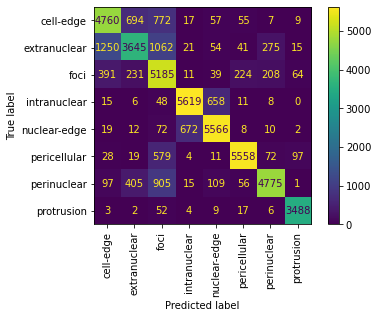 cell-edge 4760 694 772 17 57 55 7 9
extranuclear 1250 3645 1062 21 54 41 275 15
foci 391 231 5185 11 39 224 208 64
intranuclear 15 6 48 5619 658 11 8 0
nuclear-edge 19 12 72 672 5566 8 10 2
pericellular 28 19 579 4 11 5558 72 97
perinuclear 97 405 905 15 109 56 4775 1
protrusion 3 2 52 4 9 17 6 3488
True label
cell-edge
extranuclear
foci
intranuclear
nuclear-edge
pericellular
perinuclear
protrusion
Predicted label
5000
4000
3000
2000
1000
0